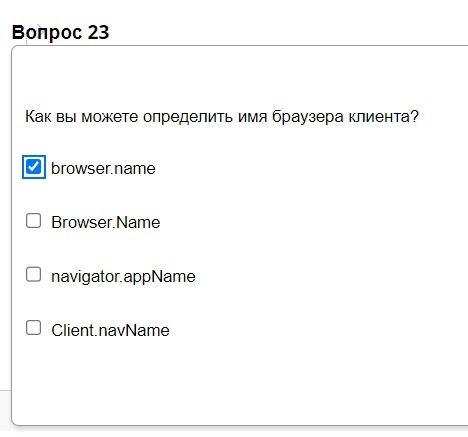 Вопрос 23
Как вы можете определить имя браузера клиента?
browser.name
Browser.Name
navigator.appName
Client.navName